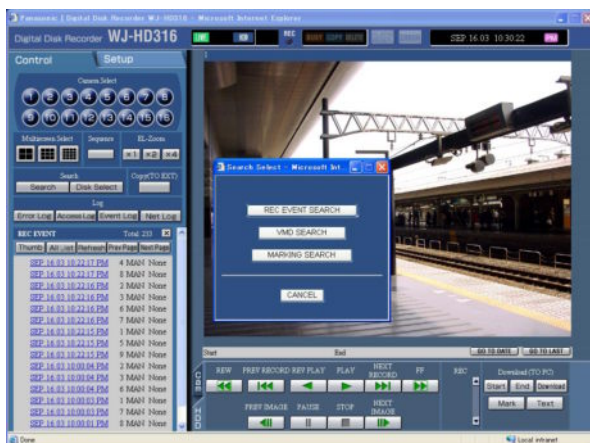 Panasonic | Digital Disk Recorder WJ-HD316 - Microsoft Internet Explorer
Digital Disk Recorder WJ-HD316
LIVE
REC
BUSY COPY DELETE
SEP.16.03 10:30:22 PM
Control Setup
Camera Select
1 2 3 4 5 6 7 8
9 10 11 12 13 14 15 16
Multiscreen Select Sequence EL-Zoom
×1 ×2 ×4
Search Copy(TO EXT)
Search Disk Select
Log
Error Log Access Log Event Log Net Log
REC EVENT Total 233
Thumb All List Refresh Prev Page Next Page
SEP.16.03 10:22:17 PM 4 MAN None
SEP.16.03 10:22:17 PM 8 MAN None
SEP.16.03 10:22:16 PM 2 MAN None
SEP.16.03 10:22:16 PM 3 MAN None
SEP.16.03 10:22:16 PM 6 MAN None
SEP.16.03 10:22:16 PM 7 MAN None
SEP.16.03 10:22:15 PM 1 MAN None
SEP.16.03 10:22:15 PM 5 MAN None
SEP.16.03 10:22:15 PM 9 MAN None
SEP.16.03 10:00:04 PM 2 MAN None
SEP.16.03 10:00:04 PM 3 MAN None
SEP.16.03 10:00:04 PM 6 MAN None
SEP.16.03 10:00:03 PM 1 MAN None
SEP.16.03 10:00:03 PM 7 MAN None
SEP.16.03 10:00:01 PM 8 MAN None
1
Search Select - Microsoft Int...
REC EVENT SEARCH
VMD SEARCH
MARKING SEARCH
CANCEL
Start End GO TO DATE GO TO LAST
REW PREV RECORD REV PLAY PLAY NEXT RECORD FF REC Download (TO PC)
Start End Download
Mark Text
PREV IMAGE PAUSE STOP NEXT IMAGE
HDD
Done Local intranet